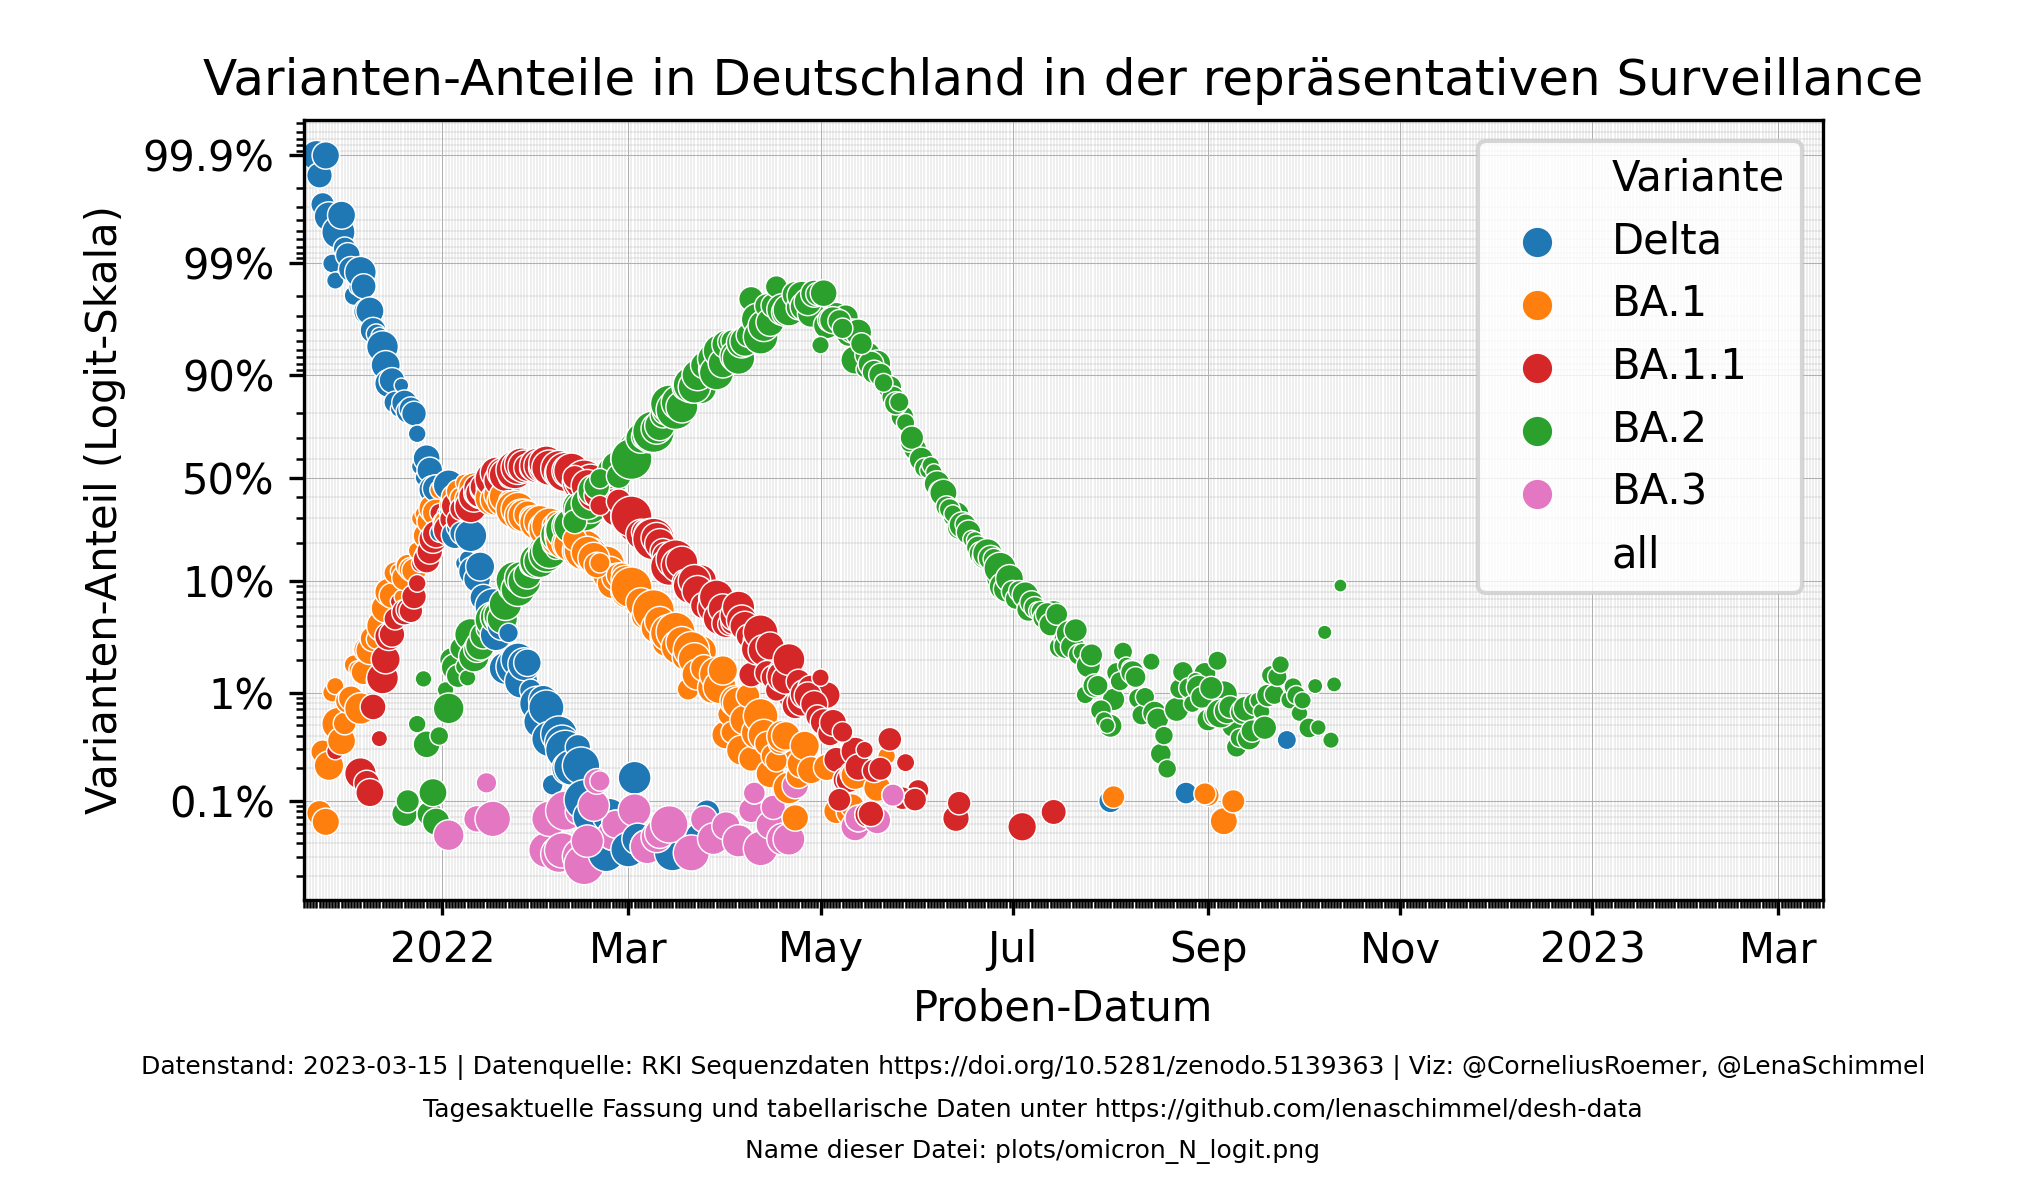 Varianten-Anteile in Deutschland in der repräsentativen Surveillance
Varianten-Anteil (Logit-Skala)
99.9%
99%
90%
50%
10%
1%
0.1%
Variante
Delta
BA.1
BA.1.1
BA.2
BA.3
all
2022 Mar May Jul Sep Nov 2023 Mar
Proben-Datum
Datenstand: 2023-03-15 | Datenquelle: RKI Sequenzdaten https://doi.org/10.5281/zenodo.5139363 | Viz: @CorneliusRoemer, @LenaSchimmel
Tagesaktuelle Fassung und tabellarische Daten unter https://github.com/lenaschimmel/desh-data
Name dieser Datei: plots/omicron_N_logit.png